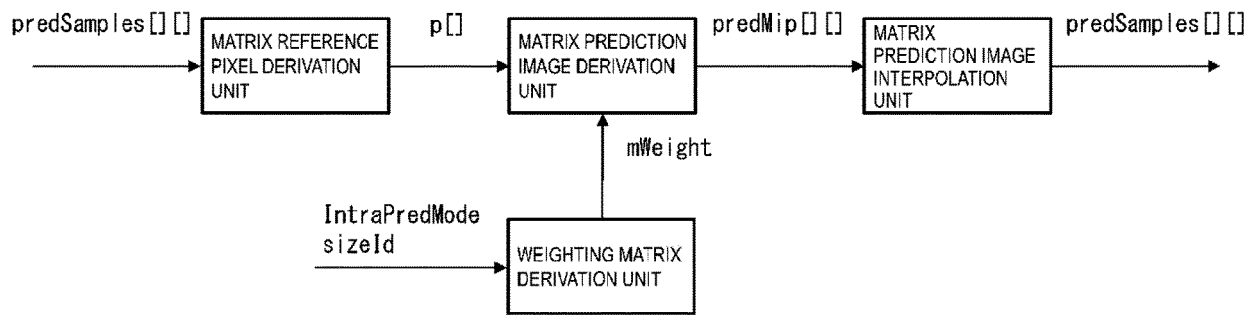 predSamples[][]
MATRIX REFERENCE
PIXEL DERIVATION
UNIT
p[]
MATRIX PREDICTION
IMAGE DERIVATION
UNIT
predMip[][]
MATRIX
PREDICTION IMAGE
INTERPOLATION
UNIT
predSamples[][]
mWeight
IntraPredMode
sizeId
WEIGHTING MATRIX
DERIVATION UNIT